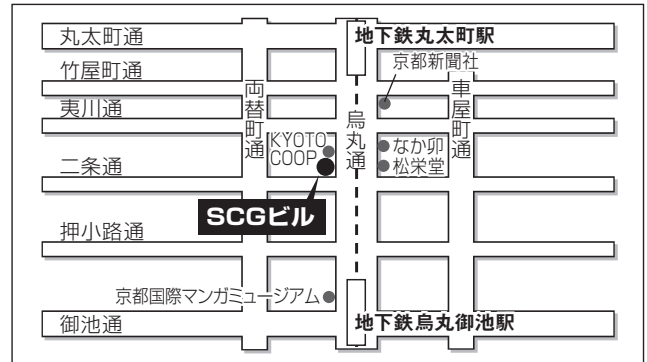 丸太町通
地下鉄丸太町駅
竹屋町通
京都新聞社
夷川通
両替町通
烏丸通
車屋町通
KYOTO
COOP
なか卯
松栄堂
二条通
SCGビル
押小路通
京都国際マンガミュージアム
御池通
地下鉄烏丸御池駅